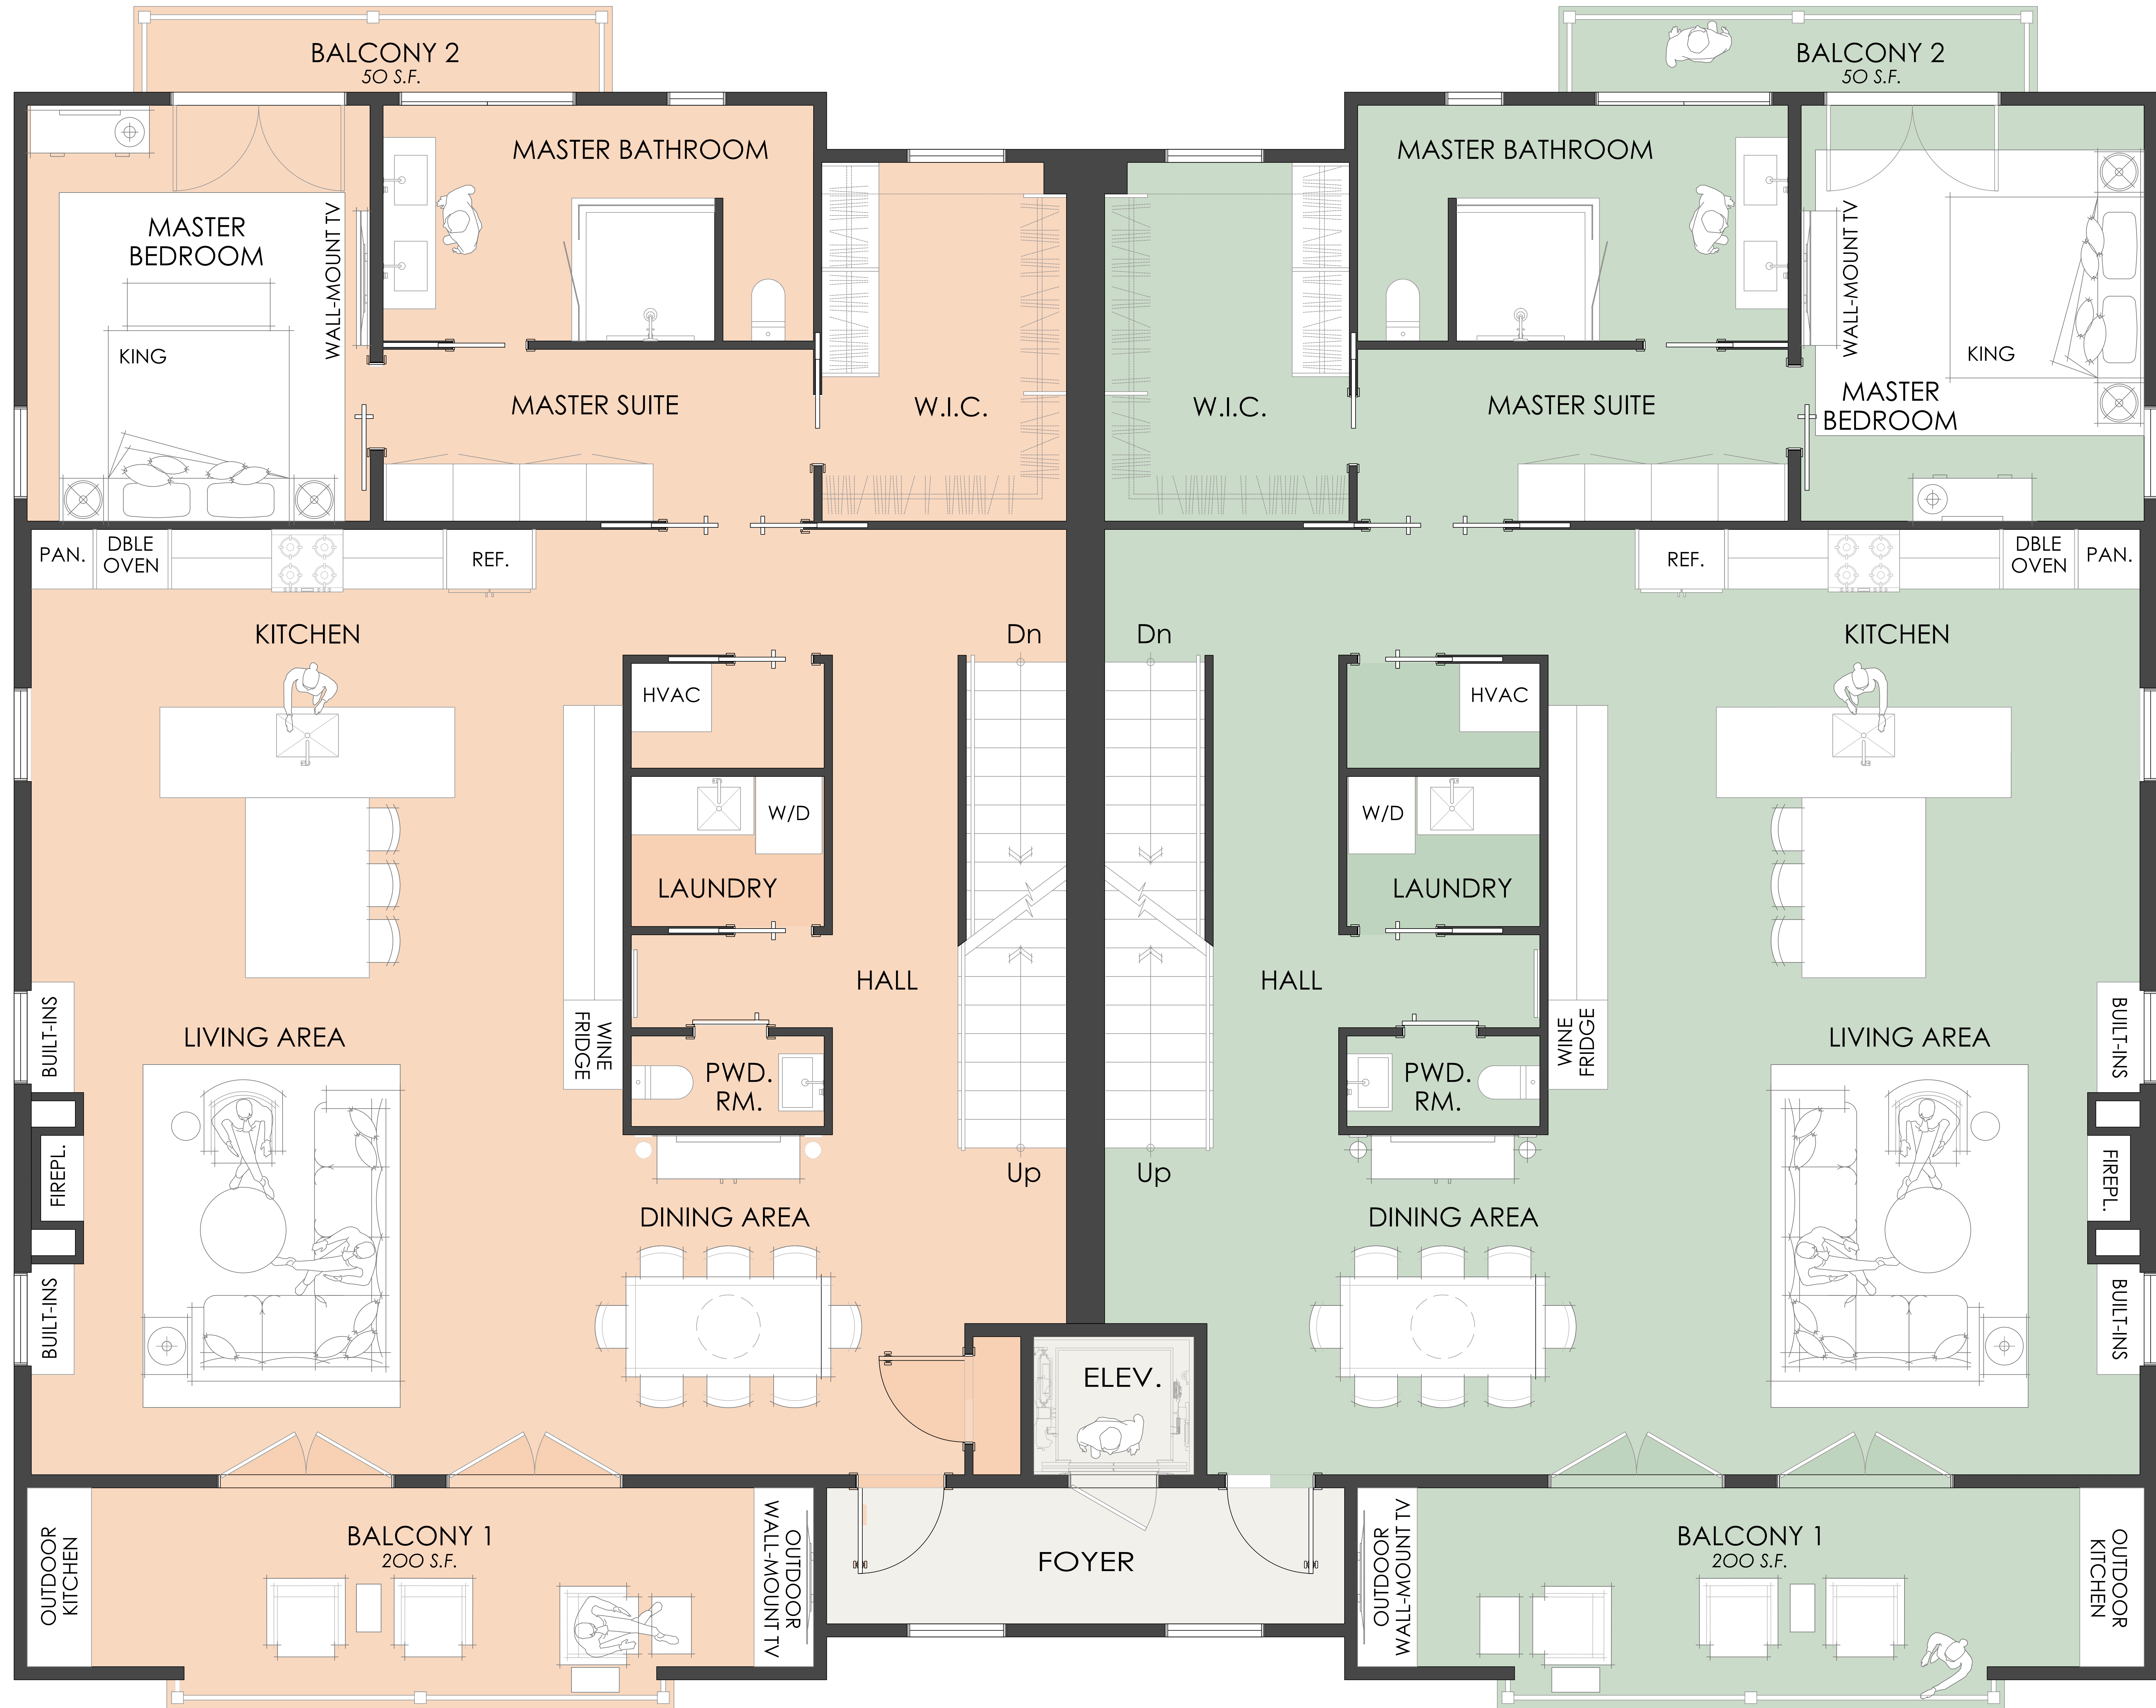 BALCONY 2
50 S.F.
BALCONY 2
50 S.F.
MASTER BATHROOM
MASTER BATHROOM
MASTER
BEDROOM
WALL-MOUNT TV
WALL-MOUNT TV
KING
KING
MASTER SUITE
W.I.C.
W.I.C.
MASTER SUITE
MASTER
BEDROOM
PAN.
DBLE
OVEN
REF.
REF.
DBLE
OVEN
PAN.
KITCHEN
Dn
Dn
KITCHEN
HVAC
HVAC
W/D
W/D
LAUNDRY
LAUNDRY
HALL
HALL
BUILT-INS
LIVING AREA
WINE
FRIDGE
WINE
FRIDGE
LIVING AREA
BUILT-INS
PWD.
RM.
PWD.
RM.
FIREPL.
Up
Up
FIREPL.
DINING AREA
DINING AREA
BUILT-INS
BUILT-INS
ELEV.
OUTDOOR
KITCHEN
BALCONY 1
200 S.F.
OUTDOOR
WALL-MOUNT TV
FOYER
OUTDOOR
WALL-MOUNT TV
BALCONY 1
200 S.F.
OUTDOOR
KITCHEN